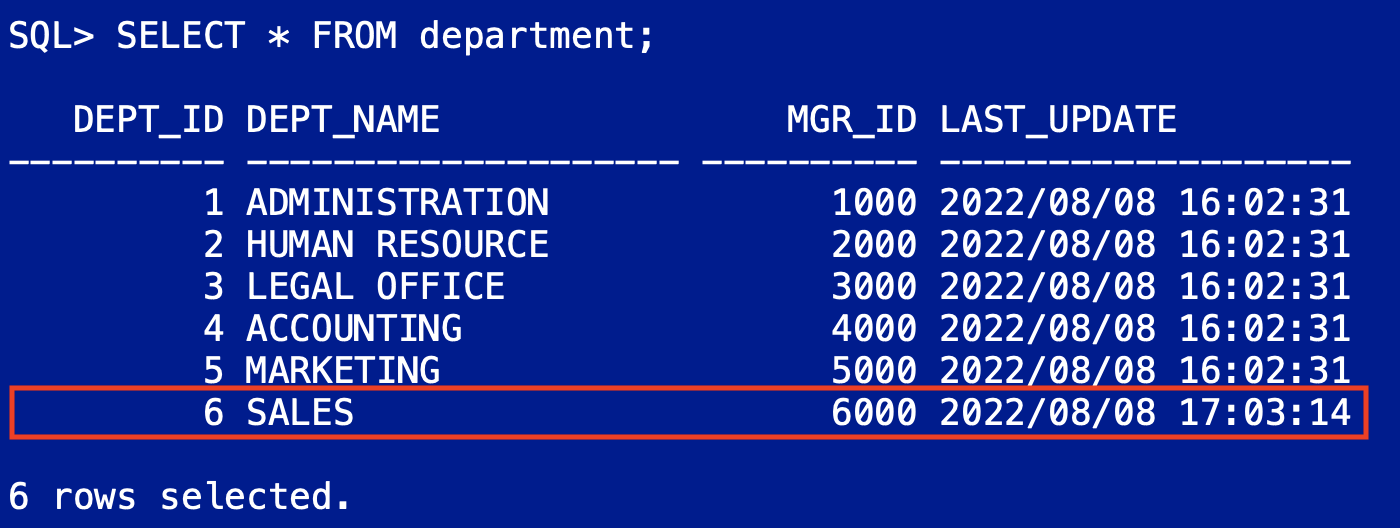 SQL> SELECT * FROM department;
   DEPT_ID DEPT_NAME                MGR_ID LAST_UPDATE
---------- -------------------- ---------- -------------------
         1 ADMINISTRATION             1000 2022/08/08 16:02:31
         2 HUMAN RESOURCE             2000 2022/08/08 16:02:31
         3 LEGAL OFFICE               3000 2022/08/08 16:02:31
         4 ACCOUNTING                 4000 2022/08/08 16:02:31
         5 MARKETING                  5000 2022/08/08 16:02:31
         6 SALES                      6000 2022/08/08 17:03:14
6 rows selected.